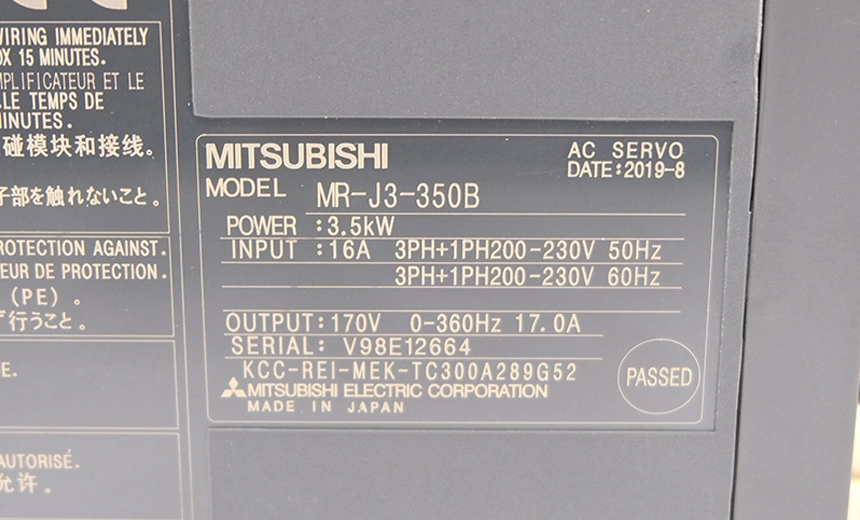 WIRING IMMEDIATELY
OX 15 MINUTES.
MPLIFICATEUR ET LE
LE TEMPS DE
MINUTES.
碰模块和接线。
子部を触れないこと。
PROTECTION AGAINST.
EUR DE PROTECTION.
(PE) 。
行うこと。
E.
AUTORISÉ.
允许。
MITSUBISHI
AC SERVO
DATE:2019-8
MODEL MR-J3-350B
POWER :3.5kW
INPUT :16A 3PH+1PH200-230V 50Hz
3PH+1PH200-230V 60Hz
OUTPUT:170V 0-360Hz 17.0A
SERIAL: V98E12664
KCC-REI-MEK-TC300A289G52
MITSUBISHI ELECTRIC CORPORATION
MADE IN JAPAN
PASSED